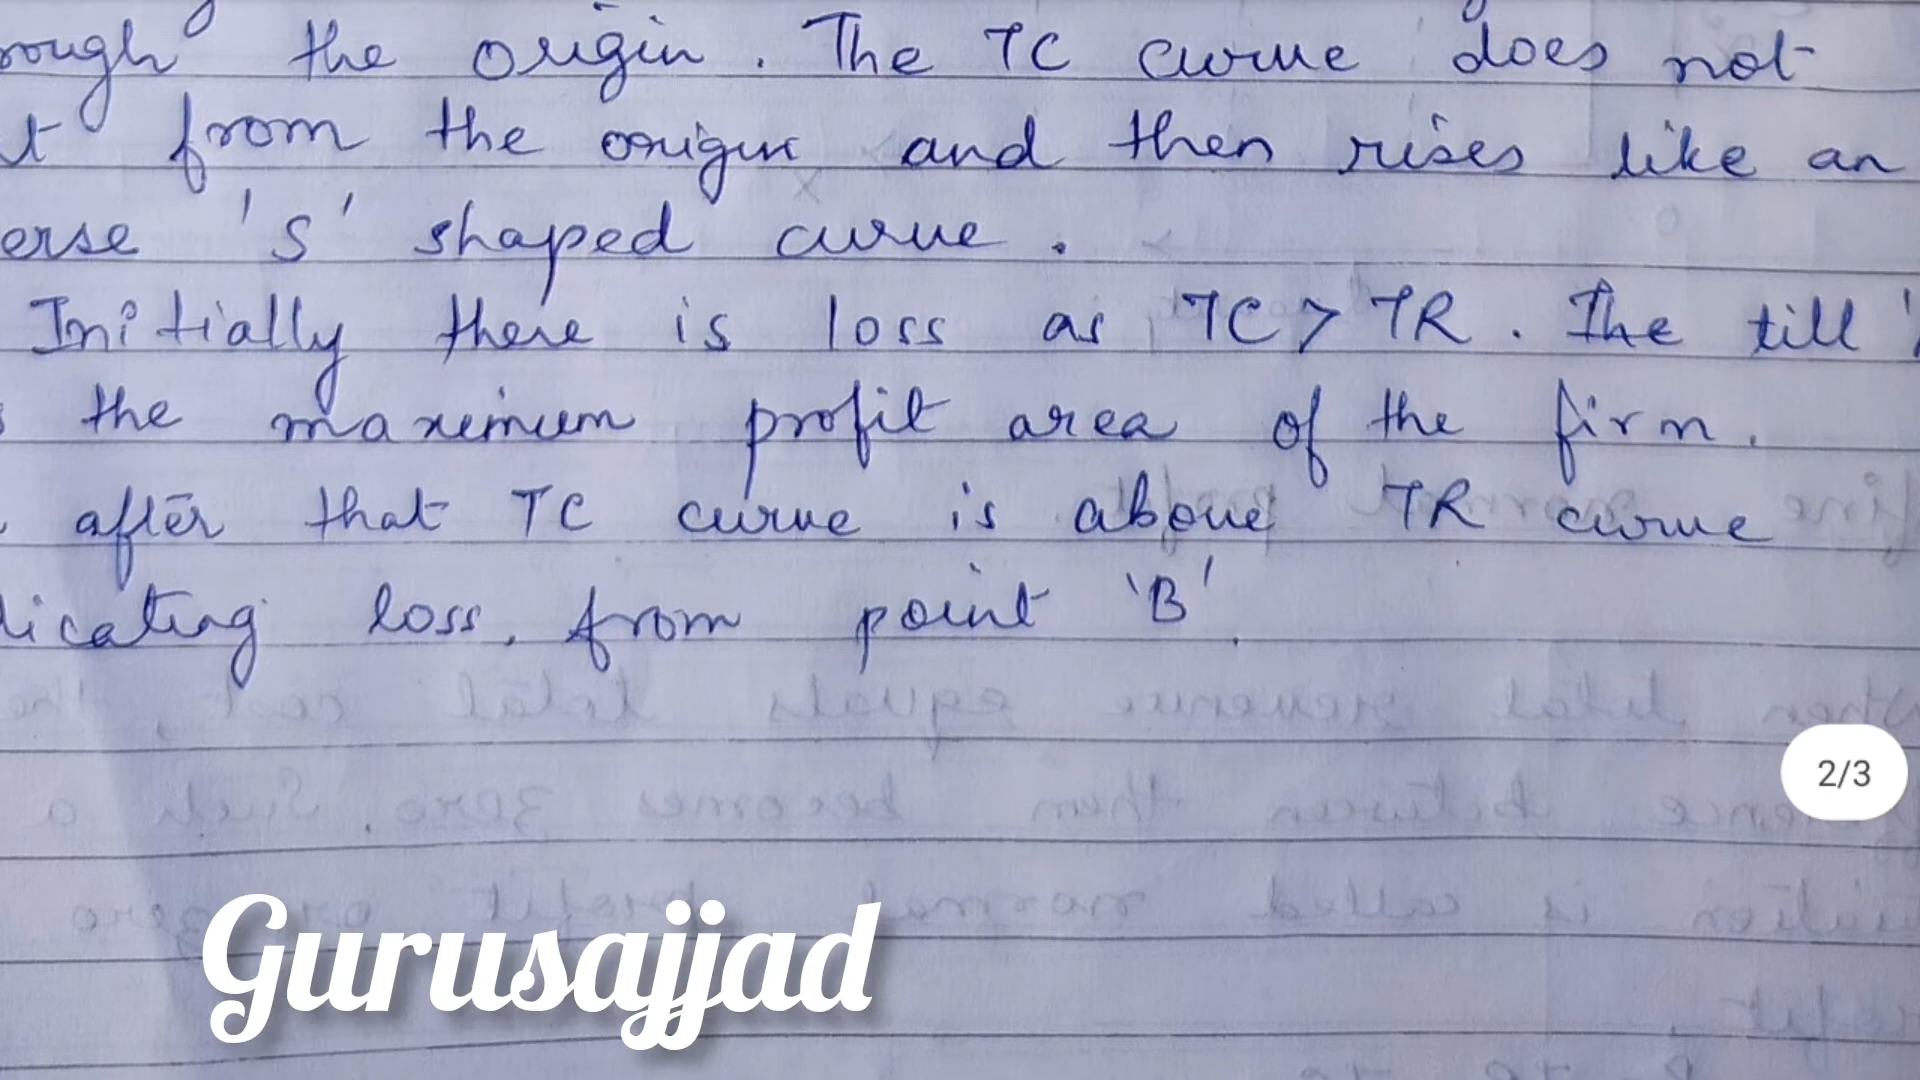 rough the origin. The TC curve does not
t from the origin and then rises like an
erse 'S' shaped curve.
Initially there is loss as TC > TR. The till '
the maximum profit area of the firm.
after that TC curve is above TR curve
licating loss. from point 'B'.
2/3
Gurusajjad